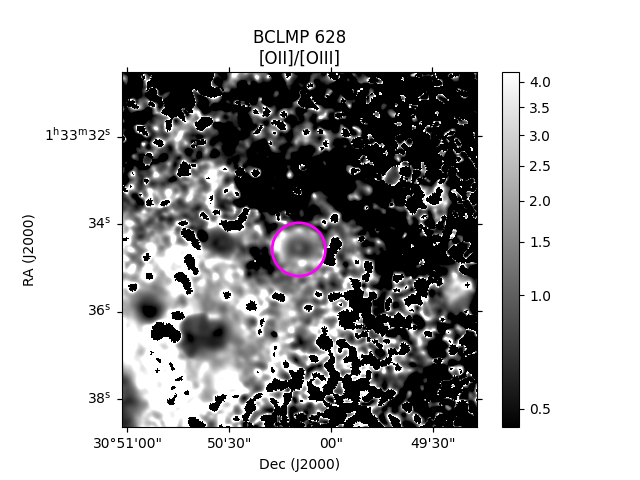 BCLMP 628
[OII]/[OIII]
RA (J2000)
1ʰ33ᵐ32ˢ
34ˢ
36ˢ
38ˢ
30°51'00" 50'30" 00" 49'30"
Dec (J2000)
4.0
3.5
3.0
2.5
2.0
1.5
1.0
0.5